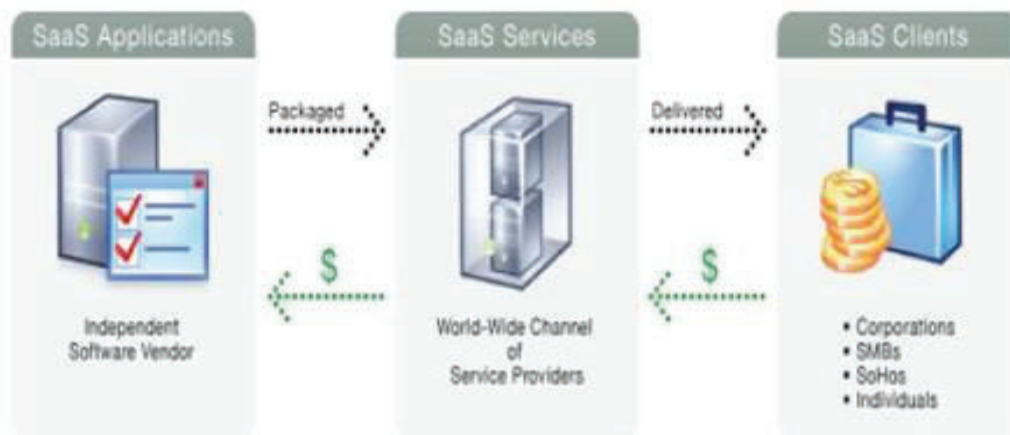 SaaS Applications
SaaS Services
SaaS Clients
Packaged
Delivered
$
$
Independent
Software Vendor
World-Wide Channel
of
Service Providers
▪ Corporations
▪ SMBs
▪ SoHos
▪ Individuals